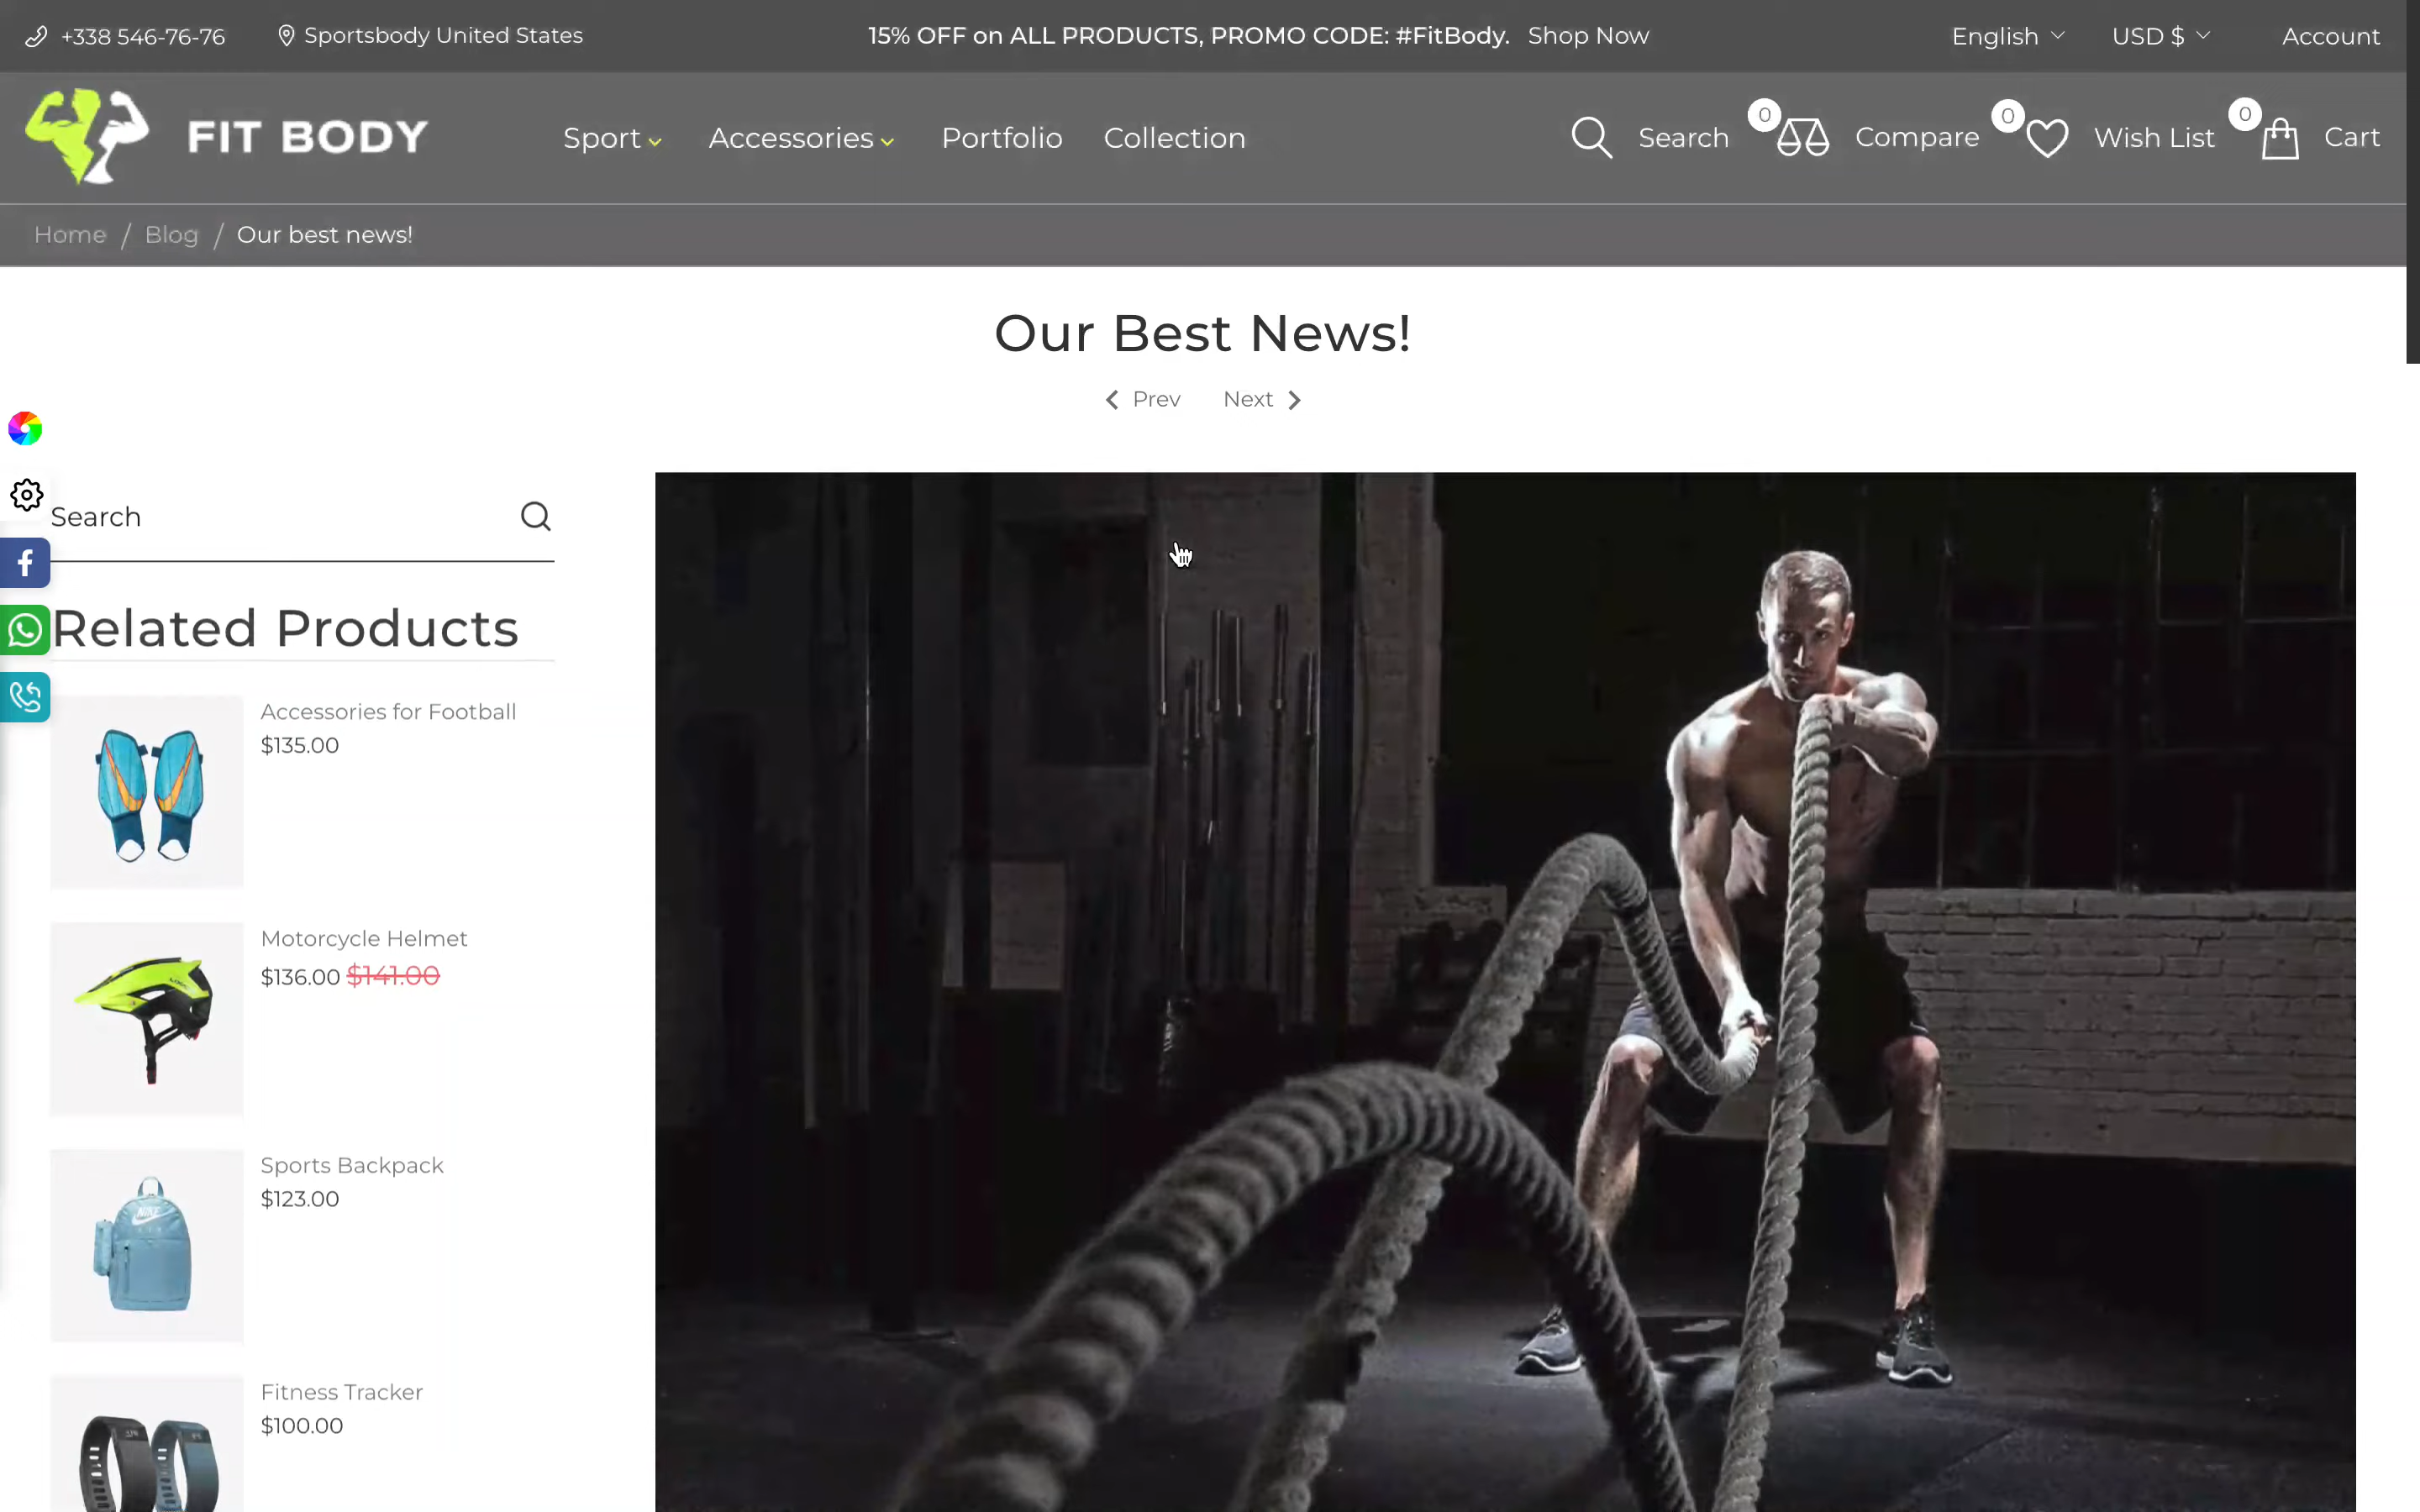 +338 546-76-76
Sportsbody United States
15% OFF on ALL PRODUCTS, PROMO CODE: #FitBody. Shop Now
English
USD $
Account
FIT BODY
Sport
Accessories
Portfolio
Collection
Search
0
Compare
0
Wish List
0
Cart
Home / Blog / Our best news!
Our Best News!
Prev
Next
Search
Related Products
Accessories for Football
$135.00
Motorcycle Helmet
$136.00 $141.00
Sports Backpack
$123.00
NIKE
Fitness Tracker
$100.00